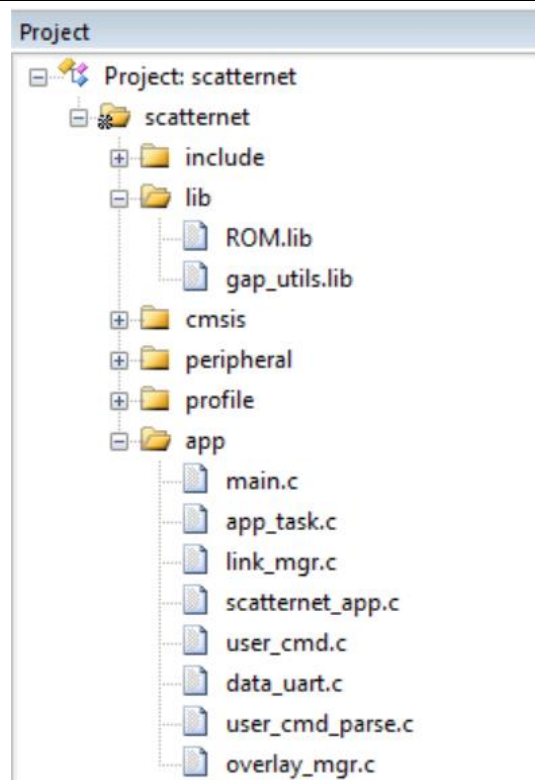 Project
Project: scatternet
scatternet
include
lib
ROM.lib
gap_utils.lib
cmsis
peripheral
profile
app
main.c
app_task.c
link_mgr.c
scatternet_app.c
user_cmd.c
data_uart.c
user_cmd_parse.c
overlay_mgr.c